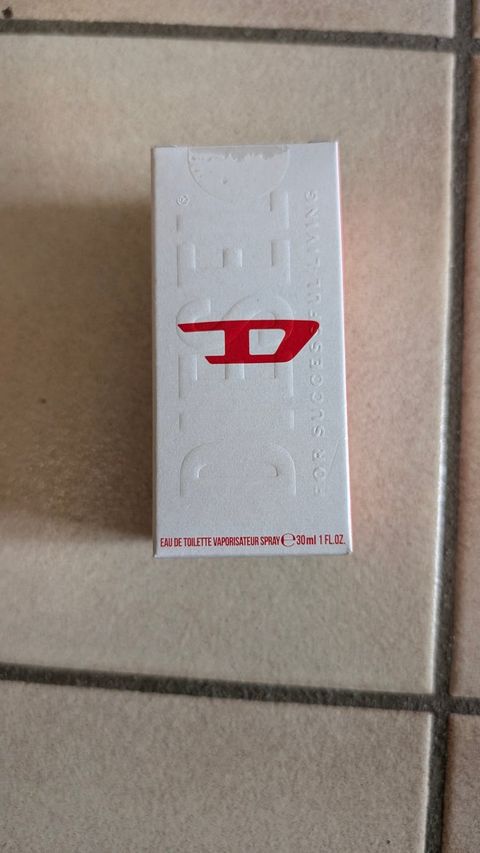 DIESEL®
FOR SUCCESSFUL LIVING
D
EAU DE TOILETTE VAPORISATEUR SPRAY ℮ 30ml 1 FL.OZ.